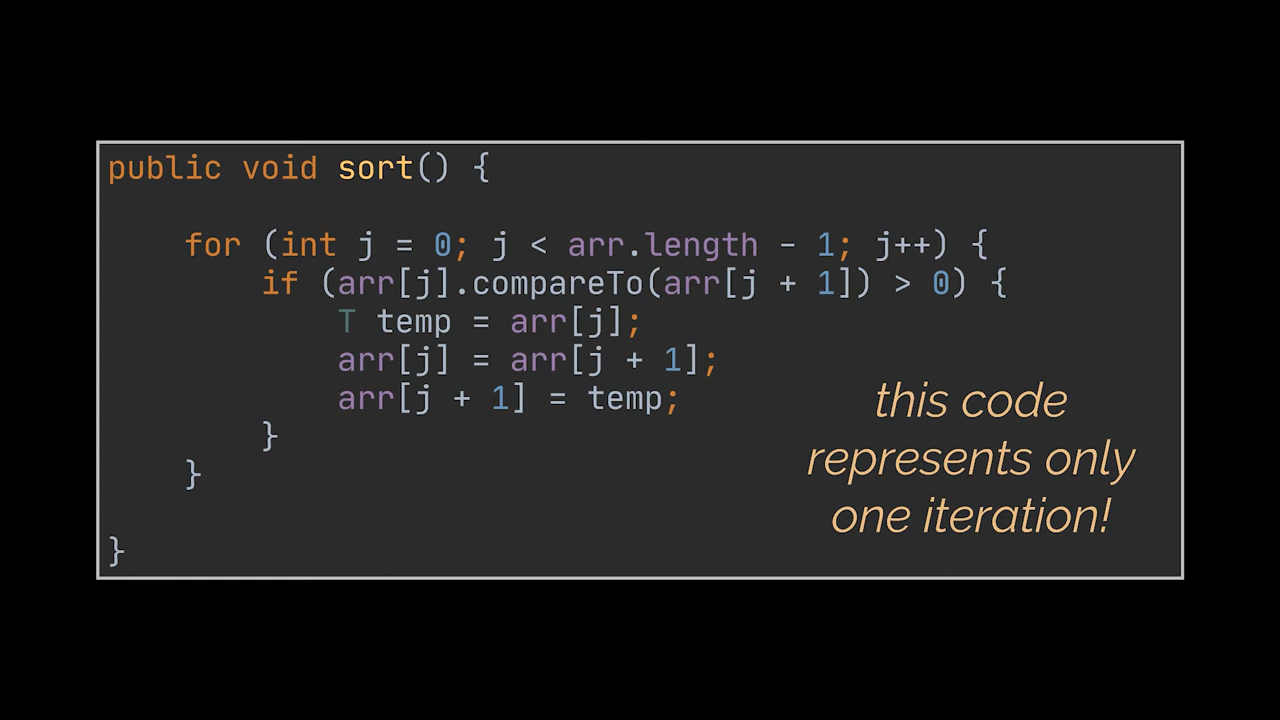 public void sort() {
for (int j = 0; j < arr.length - 1; j++) {
if (arr[j].compareTo(arr[j + 1]) > 0) {
T temp = arr[j];
arr[j] = arr[j + 1];
arr[j + 1] = temp;
}
}
}
this code
represents only
one iteration!